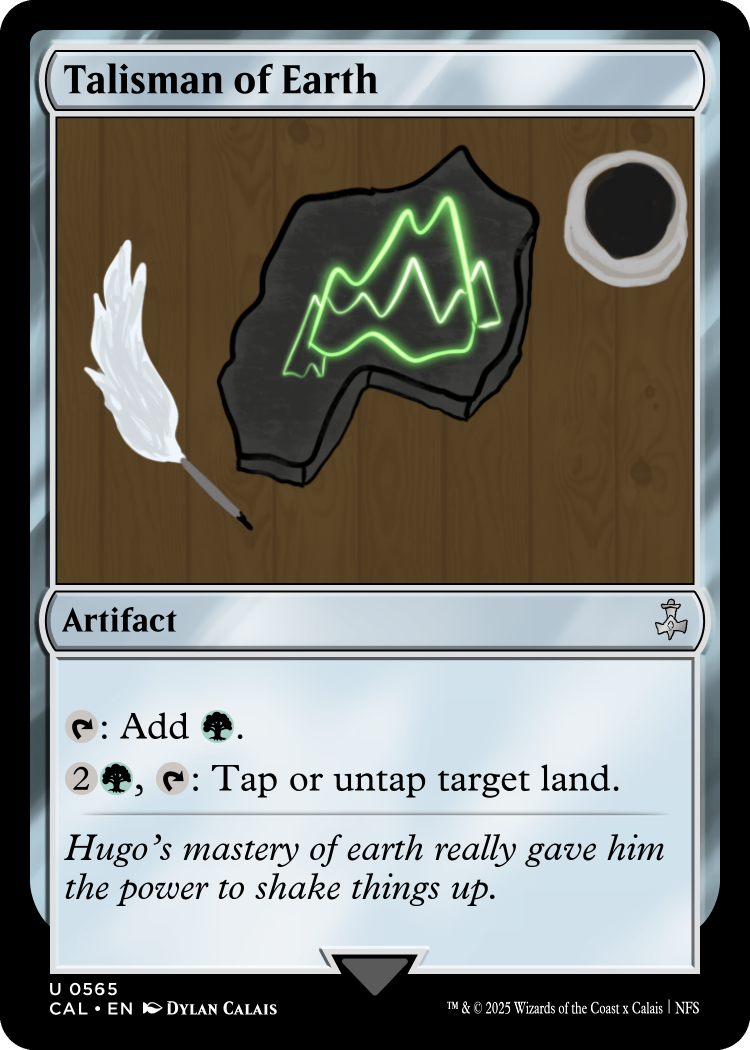 Talisman of Earth
Artifact
: Add .
2, : Tap or untap target land.
Hugo's mastery of earth really gave him
the power to shake things up.
U 0565
CAL • EN DYLAN CALAIS
™ & © 2025 Wizards of the Coast x Calais | NFS